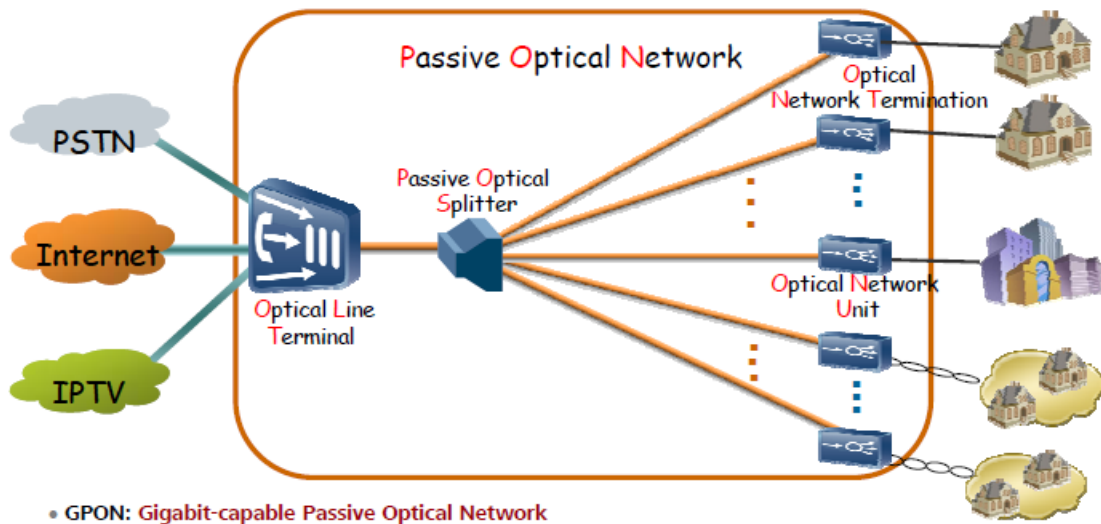 Passive Optical Network
Optical
Network Termination
PSTN
Passive Optical
Splitter
Internet
Optical Network
Unit
Optical Line
Terminal
IPTV
• GPON: Gigabit-capable Passive Optical Network